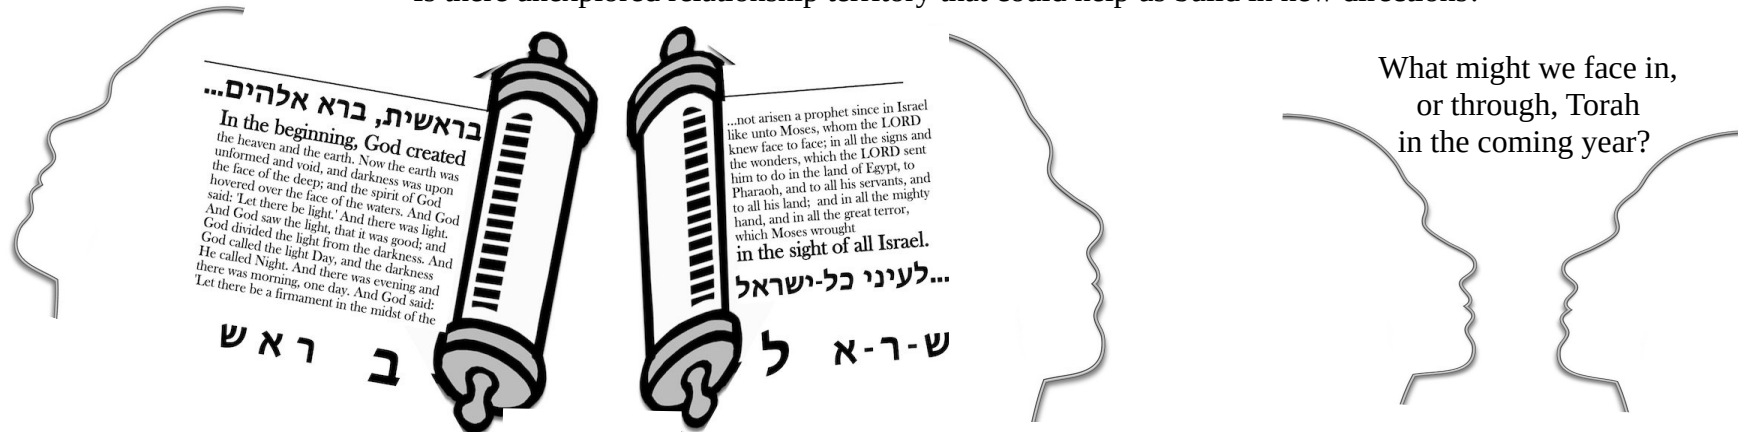 Is there unexplored relationship territory that could help us build in new directions?
בראשית, ברא אלהים...
In the beginning, God created
the heaven and the earth. Now the earth was
unformed and void, and darkness was upon
the face of the deep; and the spirit of God
hovered over the face of the waters. And God
said: 'Let there be light.' And there was light.
And God saw the light, that it was good; and
God divided the light from the darkness. And
God called the light Day, and the darkness
He called Night. And there was evening and
there was morning, one day. And God said:
'Let there be a firmament in the midst of the
ב ר א ש
...not arisen a prophet since in Israel
like unto Moses, whom the LORD
knew face to face; in all the signs and
the wonders, which the LORD sent
him to do in the land of Egypt, to
Pharaoh, and to all his servants, and
to all his land; and in all the mighty
hand, and in all the great terror,
which Moses wrought
in the sight of all Israel.
...לעיני כל-ישראל
ש-ר-א ל
What might we face in,
or through, Torah
in the coming year?